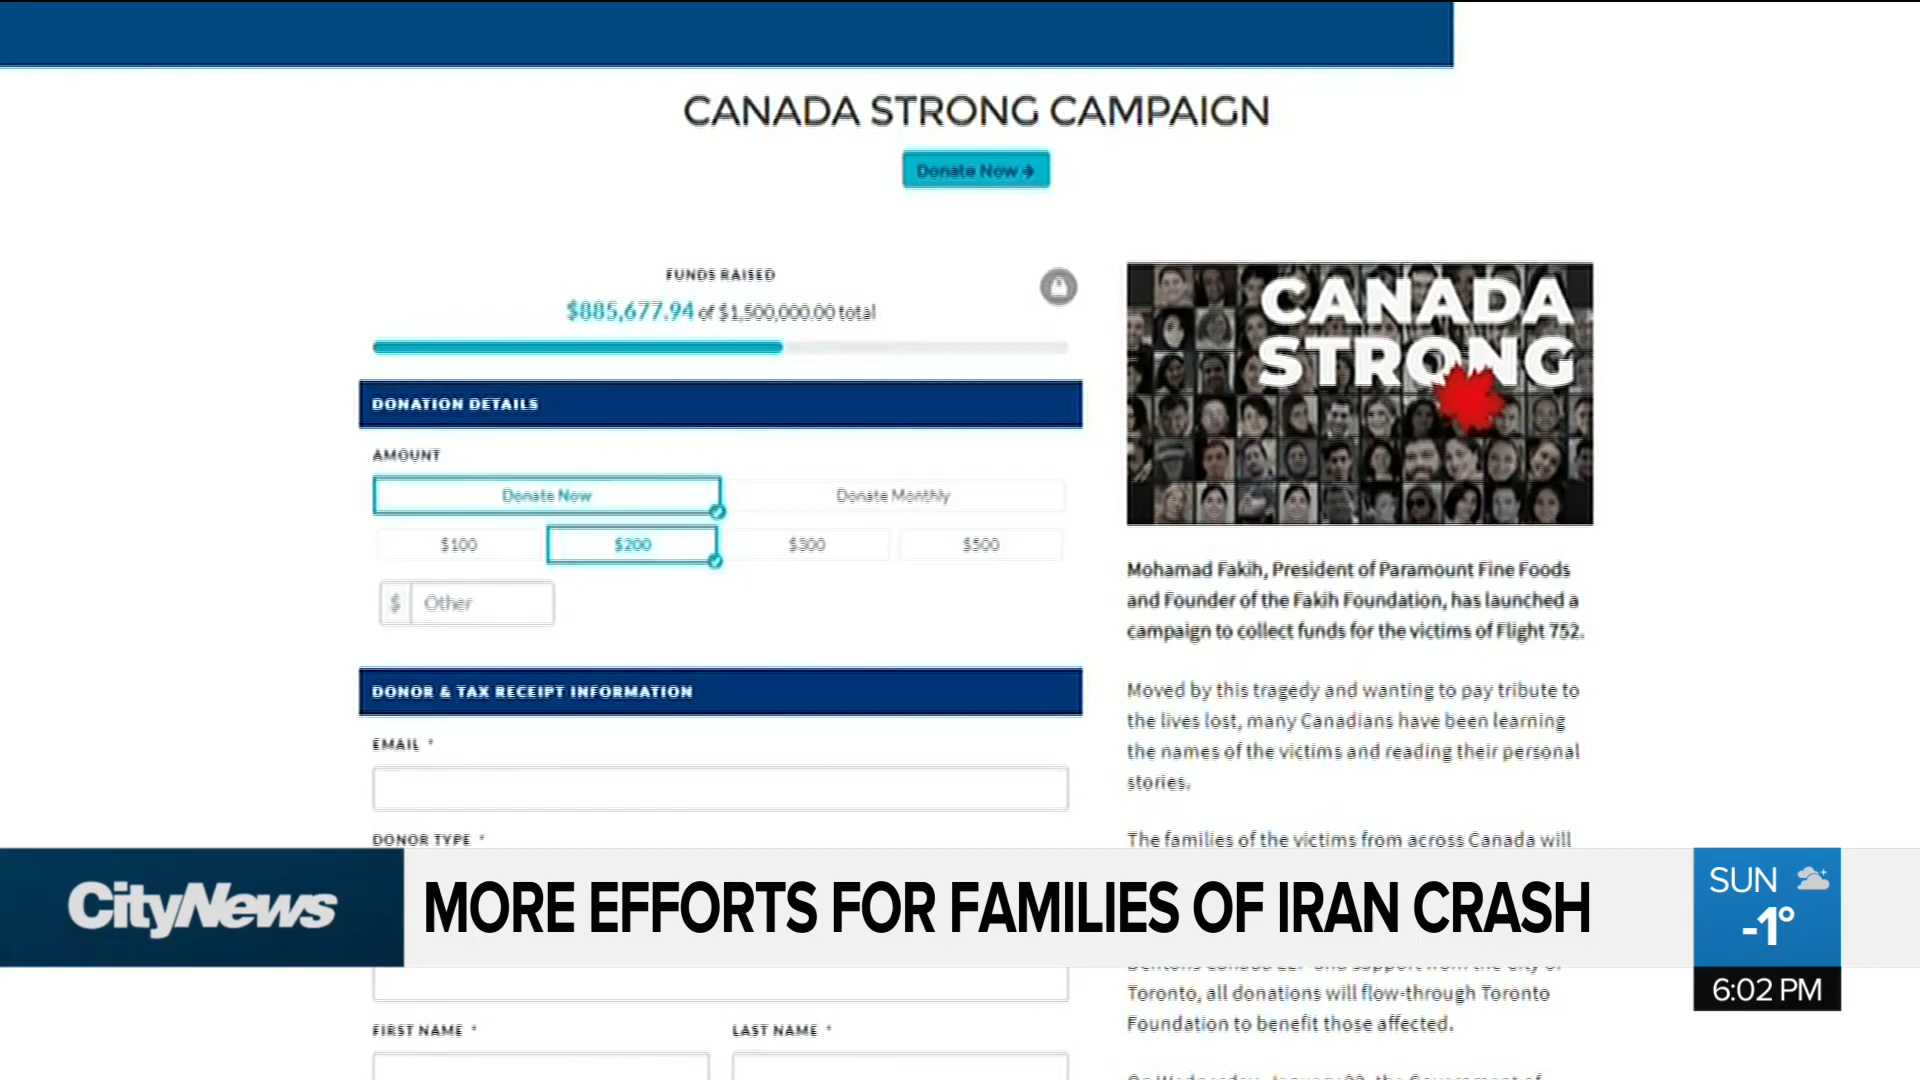 CANADA STRONG CAMPAIGN
Donate Now →
FUNDS RAISED
$885,677.94 of $1,500,000.00 total
DONATION DETAILS
AMOUNT
Donate Now
Donate Monthly
$100
$200
$300
$500
$ Other
DONOR & TAX RECEIPT INFORMATION
EMAIL *
DONOR TYPE *
FIRST NAME *
LAST NAME *
CANADA
STRONG
Mohamad Fakih, President of Paramount Fine Foods
and Founder of the Fakih Foundation, has launched a
campaign to collect funds for the victims of Flight 752.
Moved by this tragedy and wanting to pay tribute to
the lives lost, many Canadians have been learning
the names of the victims and reading their personal
stories.
The families of the victims from across Canada will
Toronto, all donations will flow-through Toronto
Foundation to benefit those affected.
CityNews
MORE EFFORTS FOR FAMILIES OF IRAN CRASH
SUN
-1°
6:02 PM